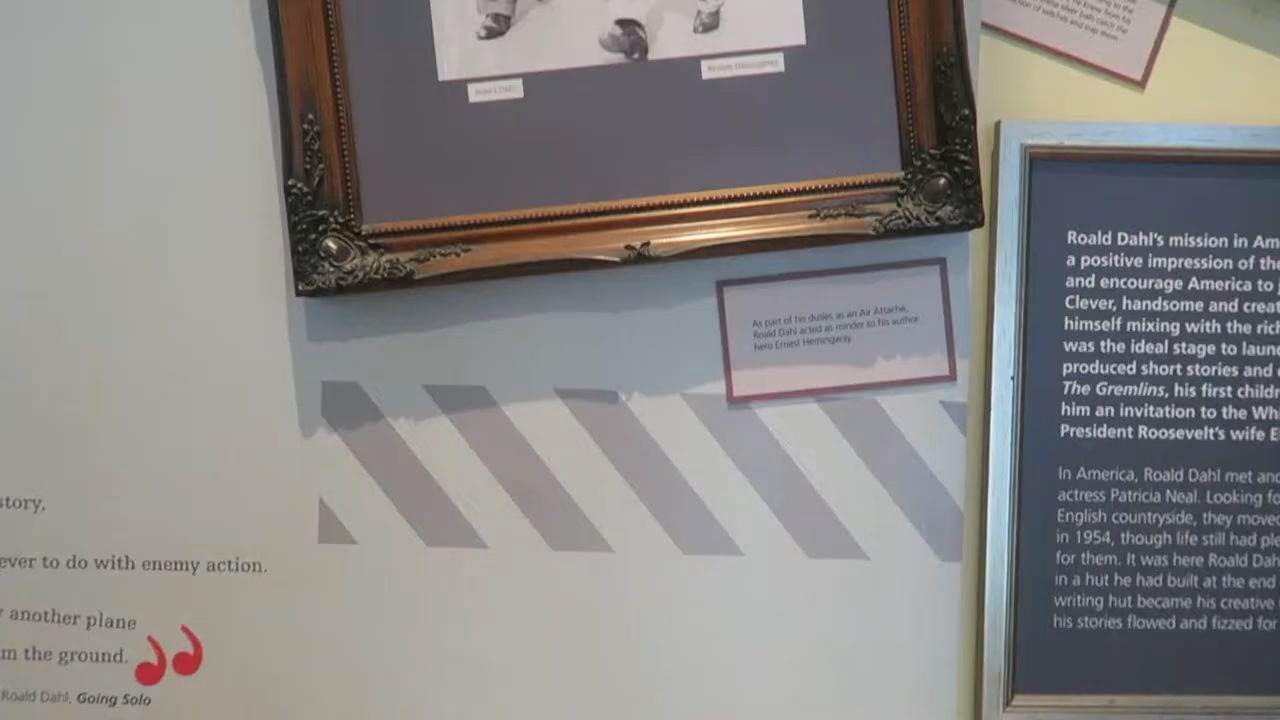 story,
ever to do with enemy action.
another plane
m the ground.
Roald Dahl, Going Solo
As part of his duties as an Air Attaché,
Roald Dahl acted as minder to his author
hero Ernest Hemingway.
Roald Dahl's mission in Am
a positive impression of the
and encourage America to
Clever, handsome and creat
himself mixing with the rich
was the ideal stage to laun
produced short stories and
The Gremlins, his first childr
him an invitation to the Wh
President Roosevelt's wife E
In America, Roald Dahl met and
actress Patricia Neal. Looking fo
English countryside, they move
in 1954, though life still had ple
for them. It was here Roald Dah
in a hut he had built at the end
writing hut became his creative
his stories flowed and fizzed for